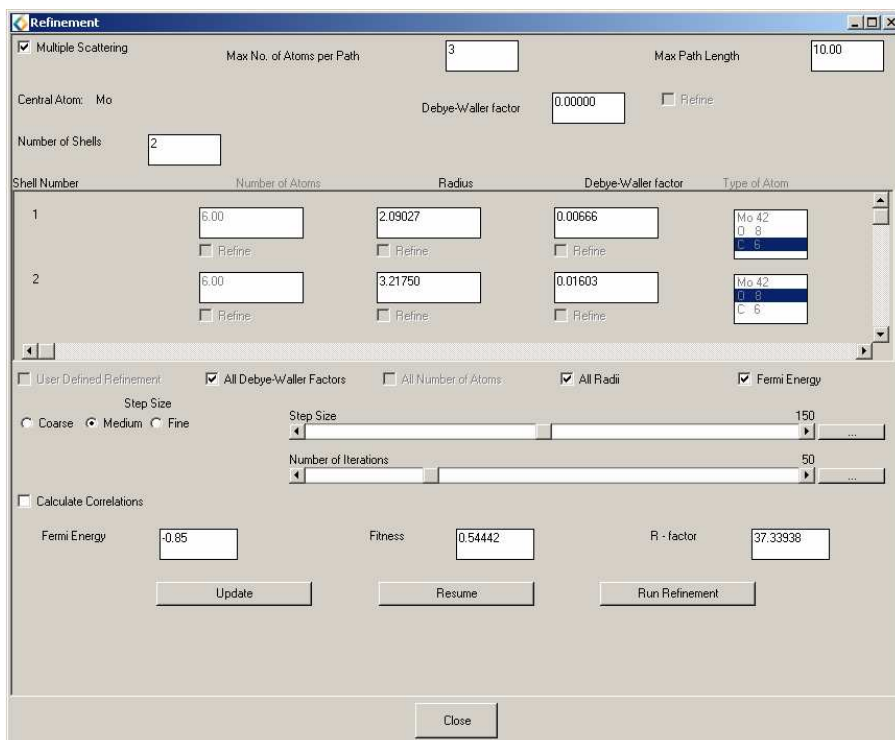 Refinement
Multiple Scattering Max No. of Atoms per Path 3 Max Path Length 10.00
Central Atom: Mo Debye-Waller factor 0.00000 Refine
Number of Shells 2
Shell Number Number of Atoms Radius Debye-Waller factor Type of Atom
1 6.00 2.09027 0.00666 Mo 42
O 8
C 6
Refine Refine Refine
2 6.00 3.21750 0.01603 Mo 42
O 8
C 6
Refine Refine Refine
User Defined Refinement All Debye-Waller Factors All Number of Atoms All Radii Fermi Energy
Step Size
Coarse Medium Fine
Step Size 150
...
Number of Iterations 50
...
Calculate Correlations
Fermi Energy -0.85 Fitness 0.54442 R - factor 37.33938
Update Resume Run Refinement
Close